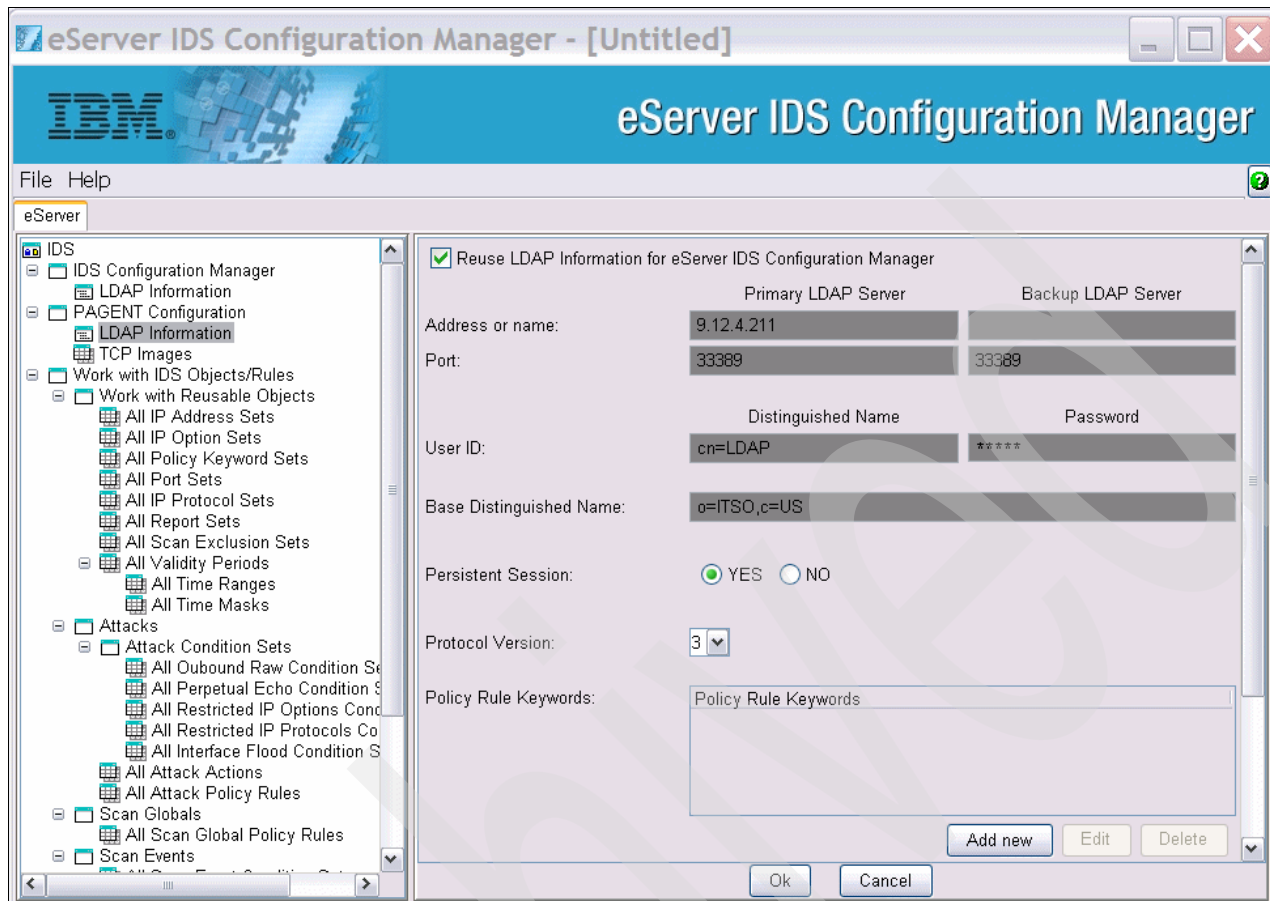 eServer IDS Configuration Manager - [Untitled]
IBM®
eServer IDS Configuration Manager
File Help
eServer
IDS
IDS Configuration Manager
LDAP Information
PAGENT Configuration
LDAP Information
TCP Images
Work with IDS Objects/Rules
Work with Reusable Objects
All IP Address Sets
All IP Option Sets
All Policy Keyword Sets
All Port Sets
All IP Protocol Sets
All Report Sets
All Scan Exclusion Sets
All Validity Periods
All Time Ranges
All Time Masks
Attacks
Attack Condition Sets
All Oubound Raw Condition Se
All Perpetual Echo Condition S
All Restricted IP Options Conc
All Restricted IP Protocols Co
All Interface Flood Condition S
All Attack Actions
All Attack Policy Rules
Scan Globals
All Scan Global Policy Rules
Scan Events
Reuse LDAP Information for eServer IDS Configuration Manager
Primary LDAP Server Backup LDAP Server
Address or name: 9.12.4.211
Port: 33389 33389
Distinguished Name Password
User ID: cn=LDAP *****
Base Distinguished Name: o=ITSO,c=US
Persistent Session: YES NO
Protocol Version: 3
Policy Rule Keywords: Policy Rule Keywords
Add new Edit Delete
Ok Cancel